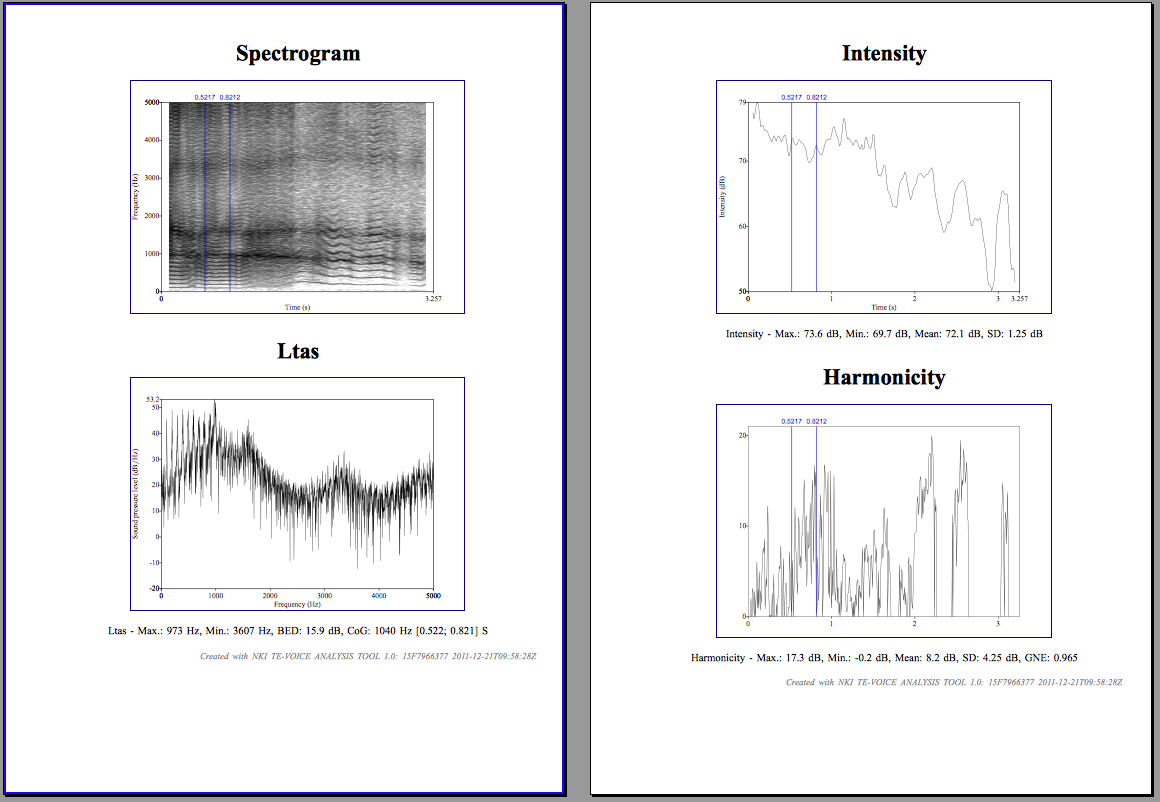 Spectrogram
0.5217 0.8212
5000
4000
3000
2000
1000
0
Frequency (Hz)
0 3.257
Time (s)
Ltas
53.2
50
40
30
20
10
0
-10
-20
Sound pressure level (dB/Hz)
0 1000 2000 3000 4000 5000
Frequency (Hz)
Ltas - Max.: 973 Hz, Min.: 3607 Hz, BED: 15.9 dB, CoG: 1040 Hz [0.522; 0.821] S
Created with NKI TE-VOICE ANALYSIS TOOL 1.0: 15F7966377 2011-12-21T09:58:28Z
Intensity
0.5217 0.8212
79
70
60
50
Intensity (dB)
0 1 2 3 3.257
Time (s)
Intensity - Max.: 73.6 dB, Min.: 69.7 dB, Mean: 72.1 dB, SD: 1.25 dB
Harmonicity
0.5217 0.8212
20
10
0
0 1 2 3
Harmonicity - Max.: 17.3 dB, Min.: -0.2 dB, Mean: 8.2 dB, SD: 4.25 dB, GNE: 0.965
Created with NKI TE-VOICE ANALYSIS TOOL 1.0: 15F7966377 2011-12-21T09:58:28Z